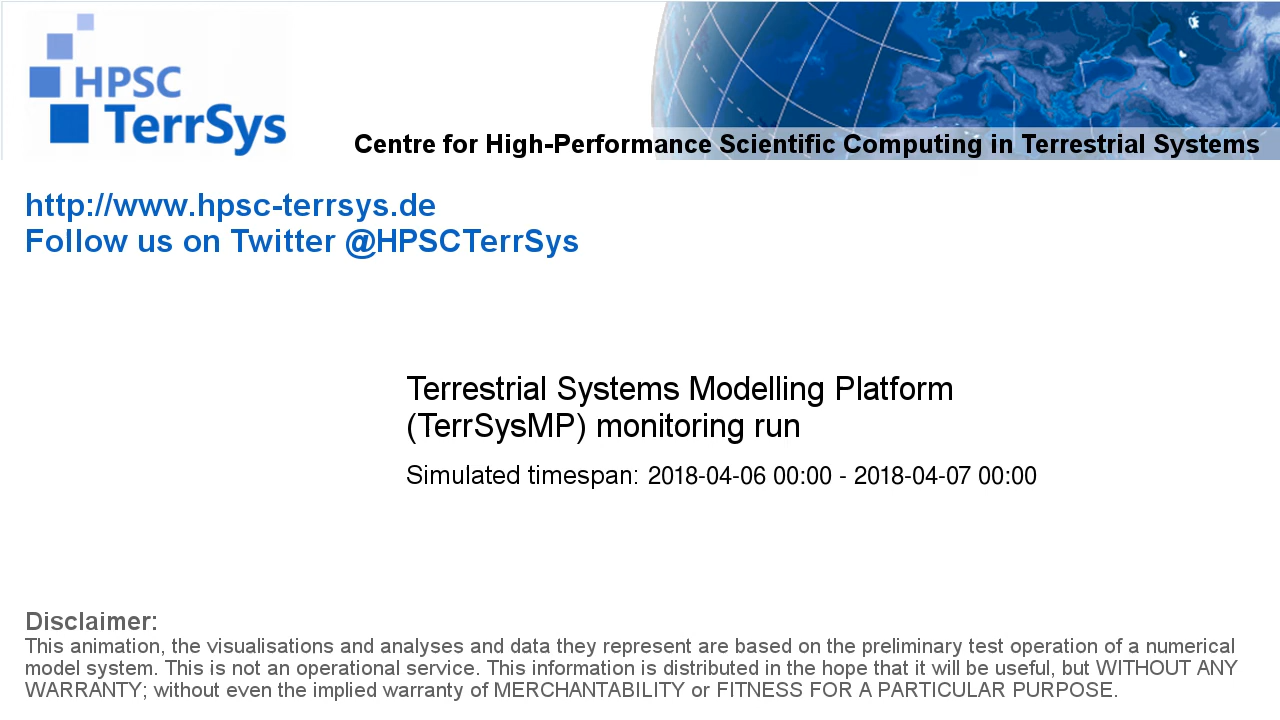 HPSC
TerrSys
Centre for High-Performance Scientific Computing in Terrestrial Systems
http://www.hpsc-terrsys.de
Follow us on Twitter @HPSCTerrSys
Terrestrial Systems Modelling Platform
(TerrSysMP) monitoring run
Simulated timespan: 2018-04-06 00:00 - 2018-04-07 00:00
Disclaimer:
This animation, the visualisations and analyses and data they represent are based on the preliminary test operation of a numerical
model system. This is not an operational service. This information is distributed in the hope that it will be useful, but WITHOUT ANY
WARRANTY; without even the implied warranty of MERCHANTABILITY or FITNESS FOR A PARTICULAR PURPOSE.